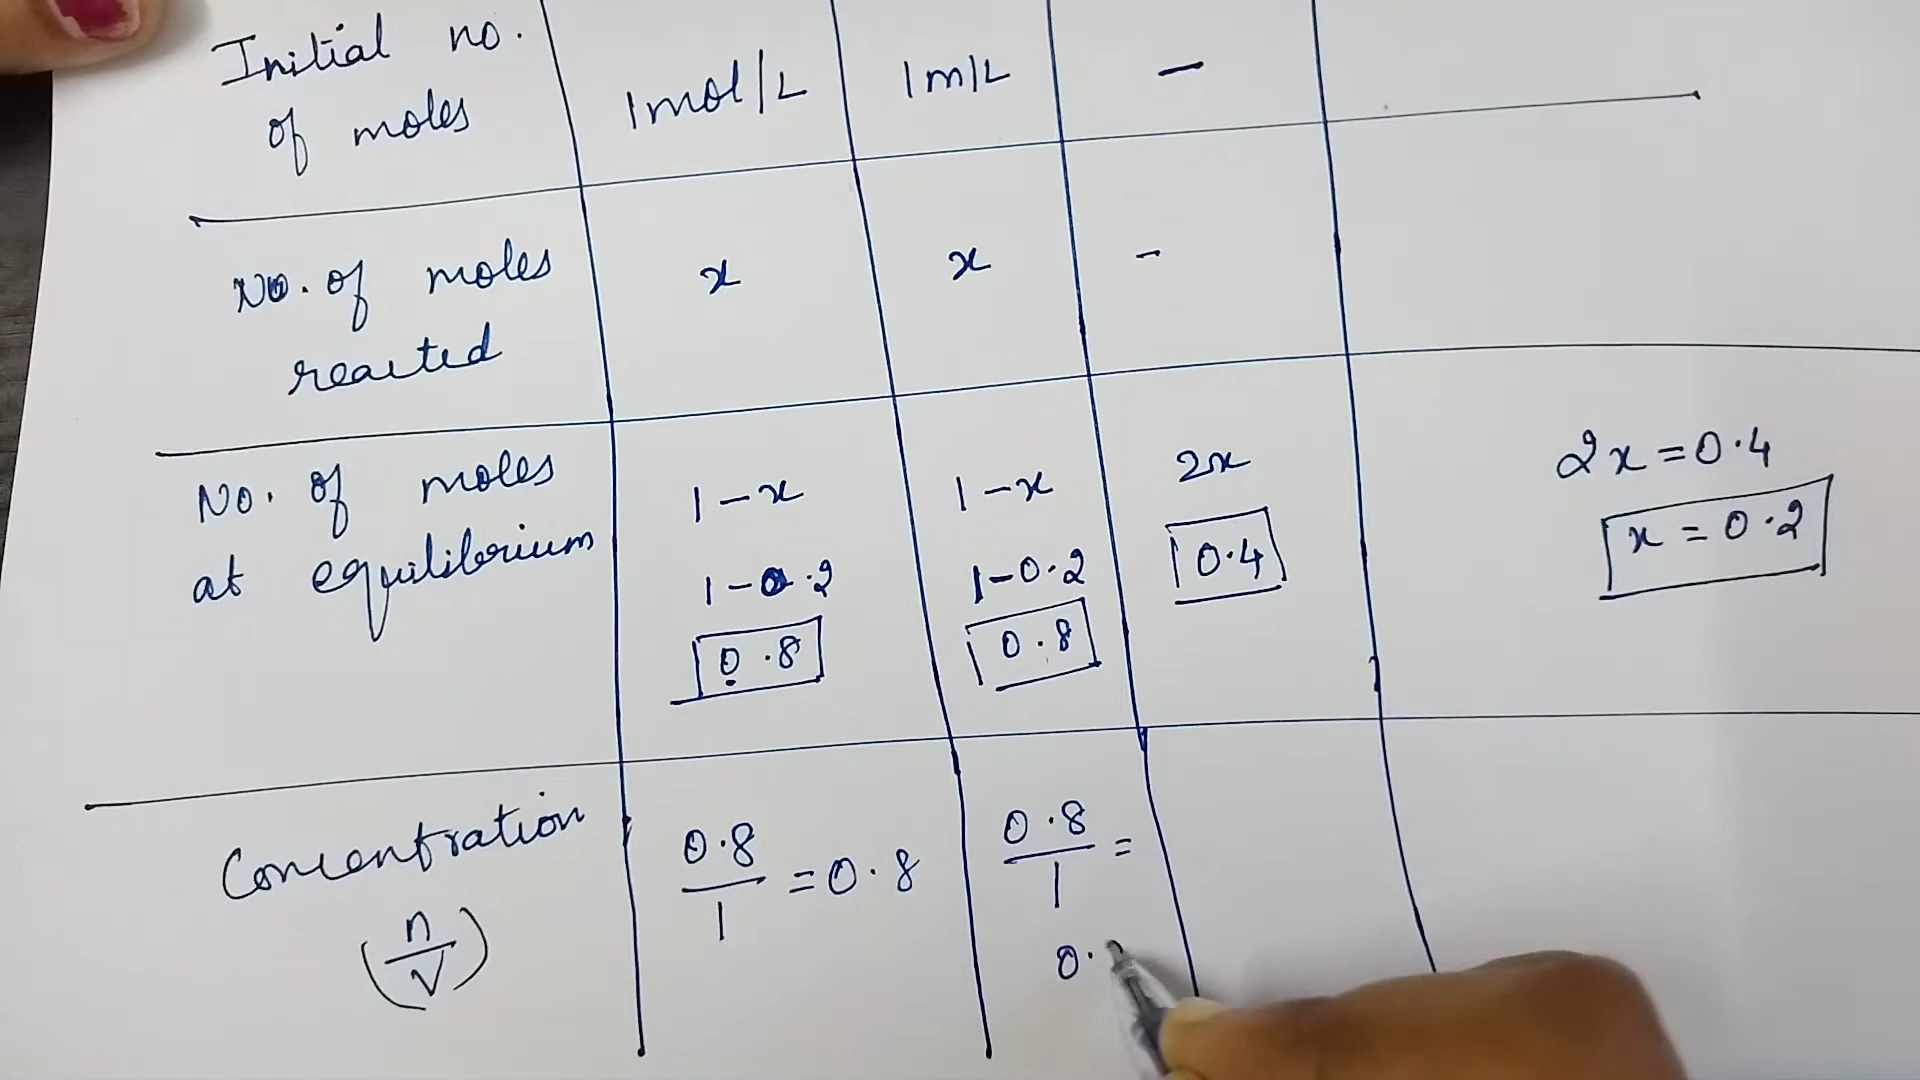 Initial no.
of moles
1mol/L
1m/L
–
No. of moles
reacted
x
x
-
No. of moles
at equilibrium
1-x
1-0.2
0.8
1-x
1-0.2
0.8
2x
0.4
2x=0.4
x=0.2
Concentration
(n/V)
0.8/1 =0.8
0.8/1 =
0.